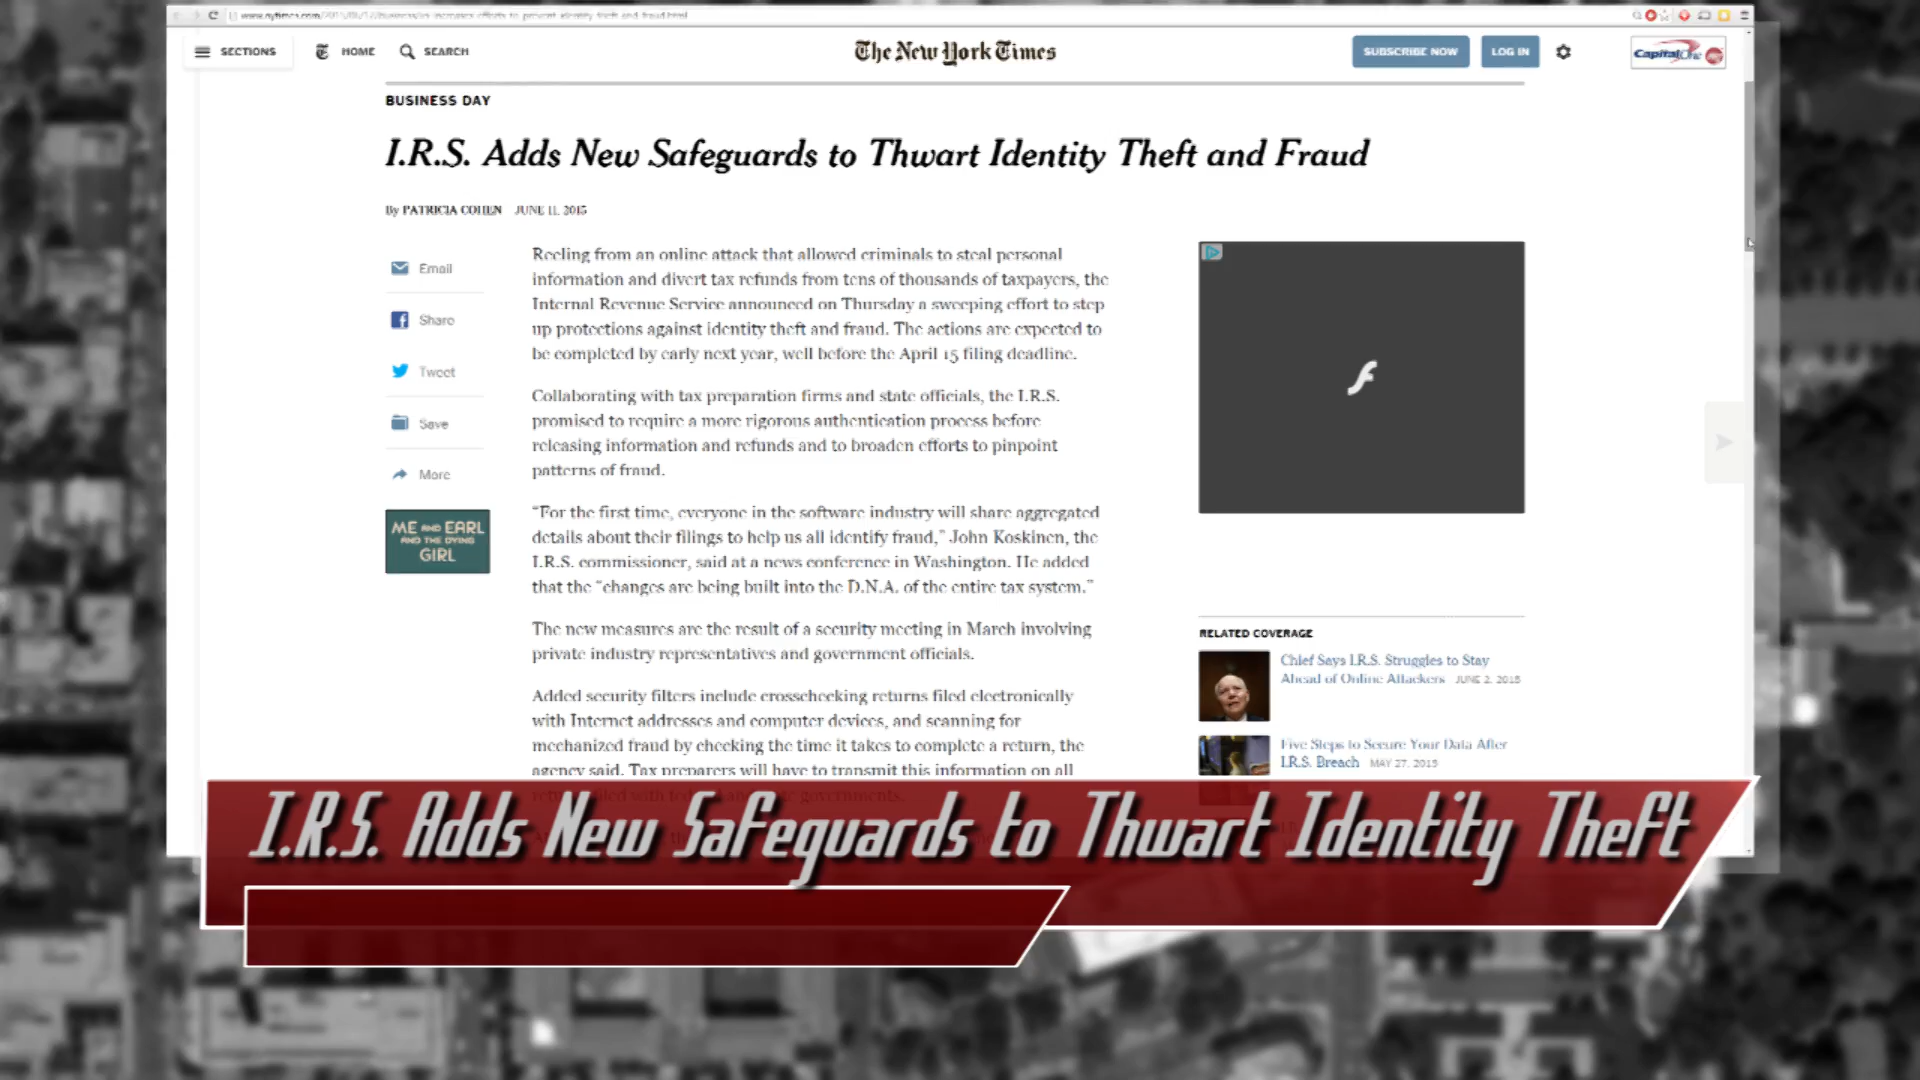 SECTIONS
HOME
SEARCH
The New York Times
SUBSCRIBE NOW
LOG IN
CapitalOne
BUSINESS DAY
I.R.S. Adds New Safeguards to Thwart Identity Theft and Fraud
By PATRICIA COHEN JUNE 11, 2015
Email
Share
Tweet
Save
More
ME AND EARL
AND THE DYING
GIRL
Reeling from an online attack that allowed criminals to steal personal
information and divert tax refunds from tens of thousands of taxpayers, the
Internal Revenue Service announced on Thursday a sweeping effort to step
up protections against identity theft and fraud. The actions are expected to
be completed by early next year, well before the April 15 filing deadline.
Collaborating with tax preparation firms and state officials, the I.R.S.
promised to require a more rigorous authentication process before
releasing information and refunds and to broaden efforts to pinpoint
patterns of fraud.
“For the first time, everyone in the software industry will share aggregated
details about their filings to help us all identify fraud,” John Koskinen, the
I.R.S. commissioner, said at a news conference in Washington. He added
that the “changes are being built into the D.N.A. of the entire tax system.”
The new measures are the result of a security meeting in March involving
private industry representatives and government officials.
Added security filters include crosschecking returns filed electronically
with Internet addresses and computer devices, and scanning for
mechanized fraud by checking the time it takes to complete a return, the
agency said. Tax preparers will have to transmit this information on all
RELATED COVERAGE
Chief Says I.R.S. Struggles to Stay
Ahead of Online Attackers JUNE 2, 2015
Five Steps to Secure Your Data After
I.R.S. Breach MAY 27, 2015
I.R.S. Adds New Safeguards to Thwart Identity Theft